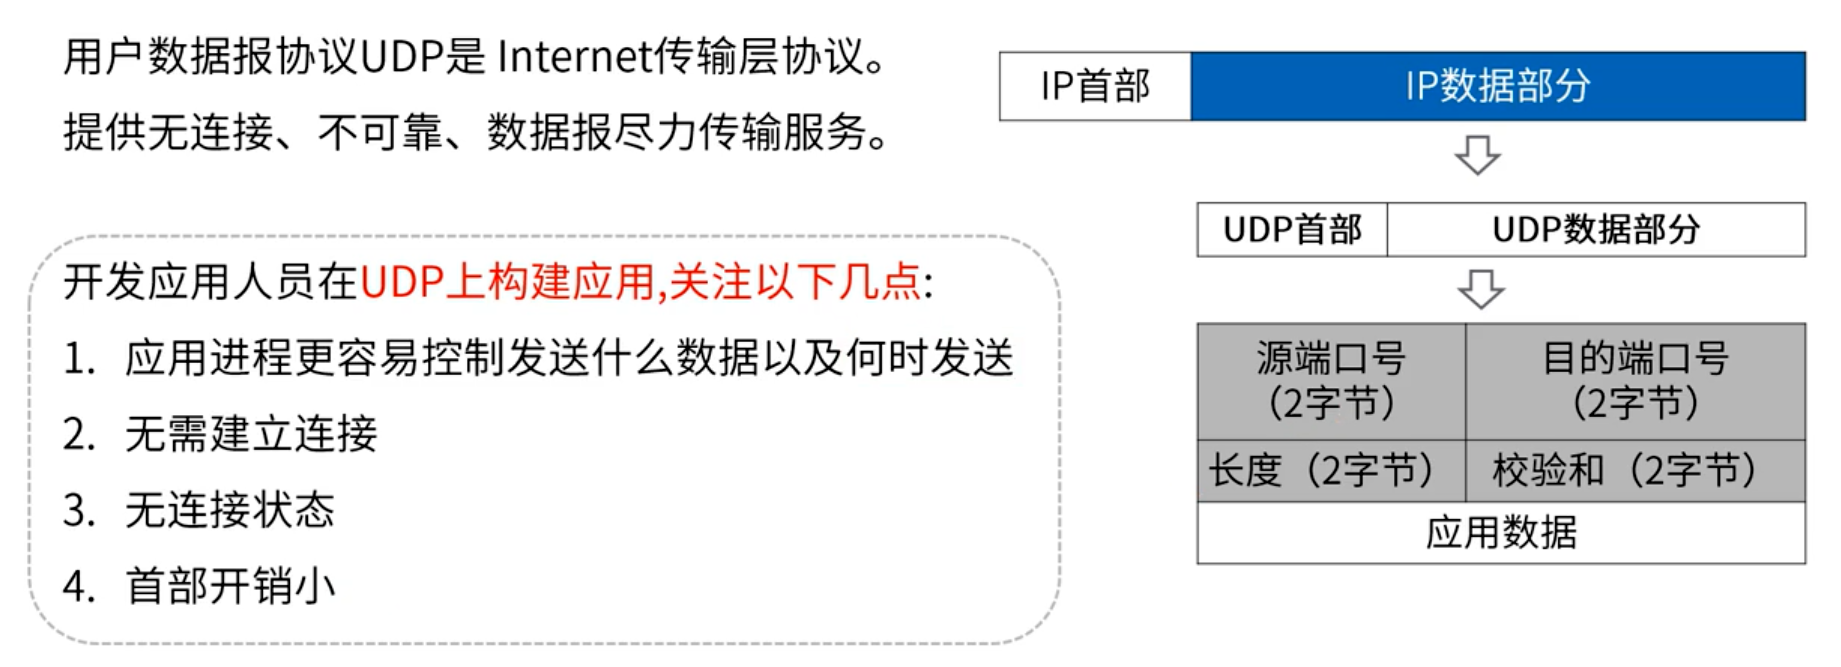 用户数据报协议UDP是 Internet传输层协议。
提供无连接、不可靠、数据报尽力传输服务。
开发应用人员在UDP上构建应用,关注以下几点:
1. 应用进程更容易控制发送什么数据以及何时发送
2. 无需建立连接
3. 无连接状态
4. 首部开销小
IP首部 IP数据部分
UDP首部 UDP数据部分
源端口号 目的端口号
（2字节） （2字节）
长度（2字节） 校验和（2字节）
应用数据